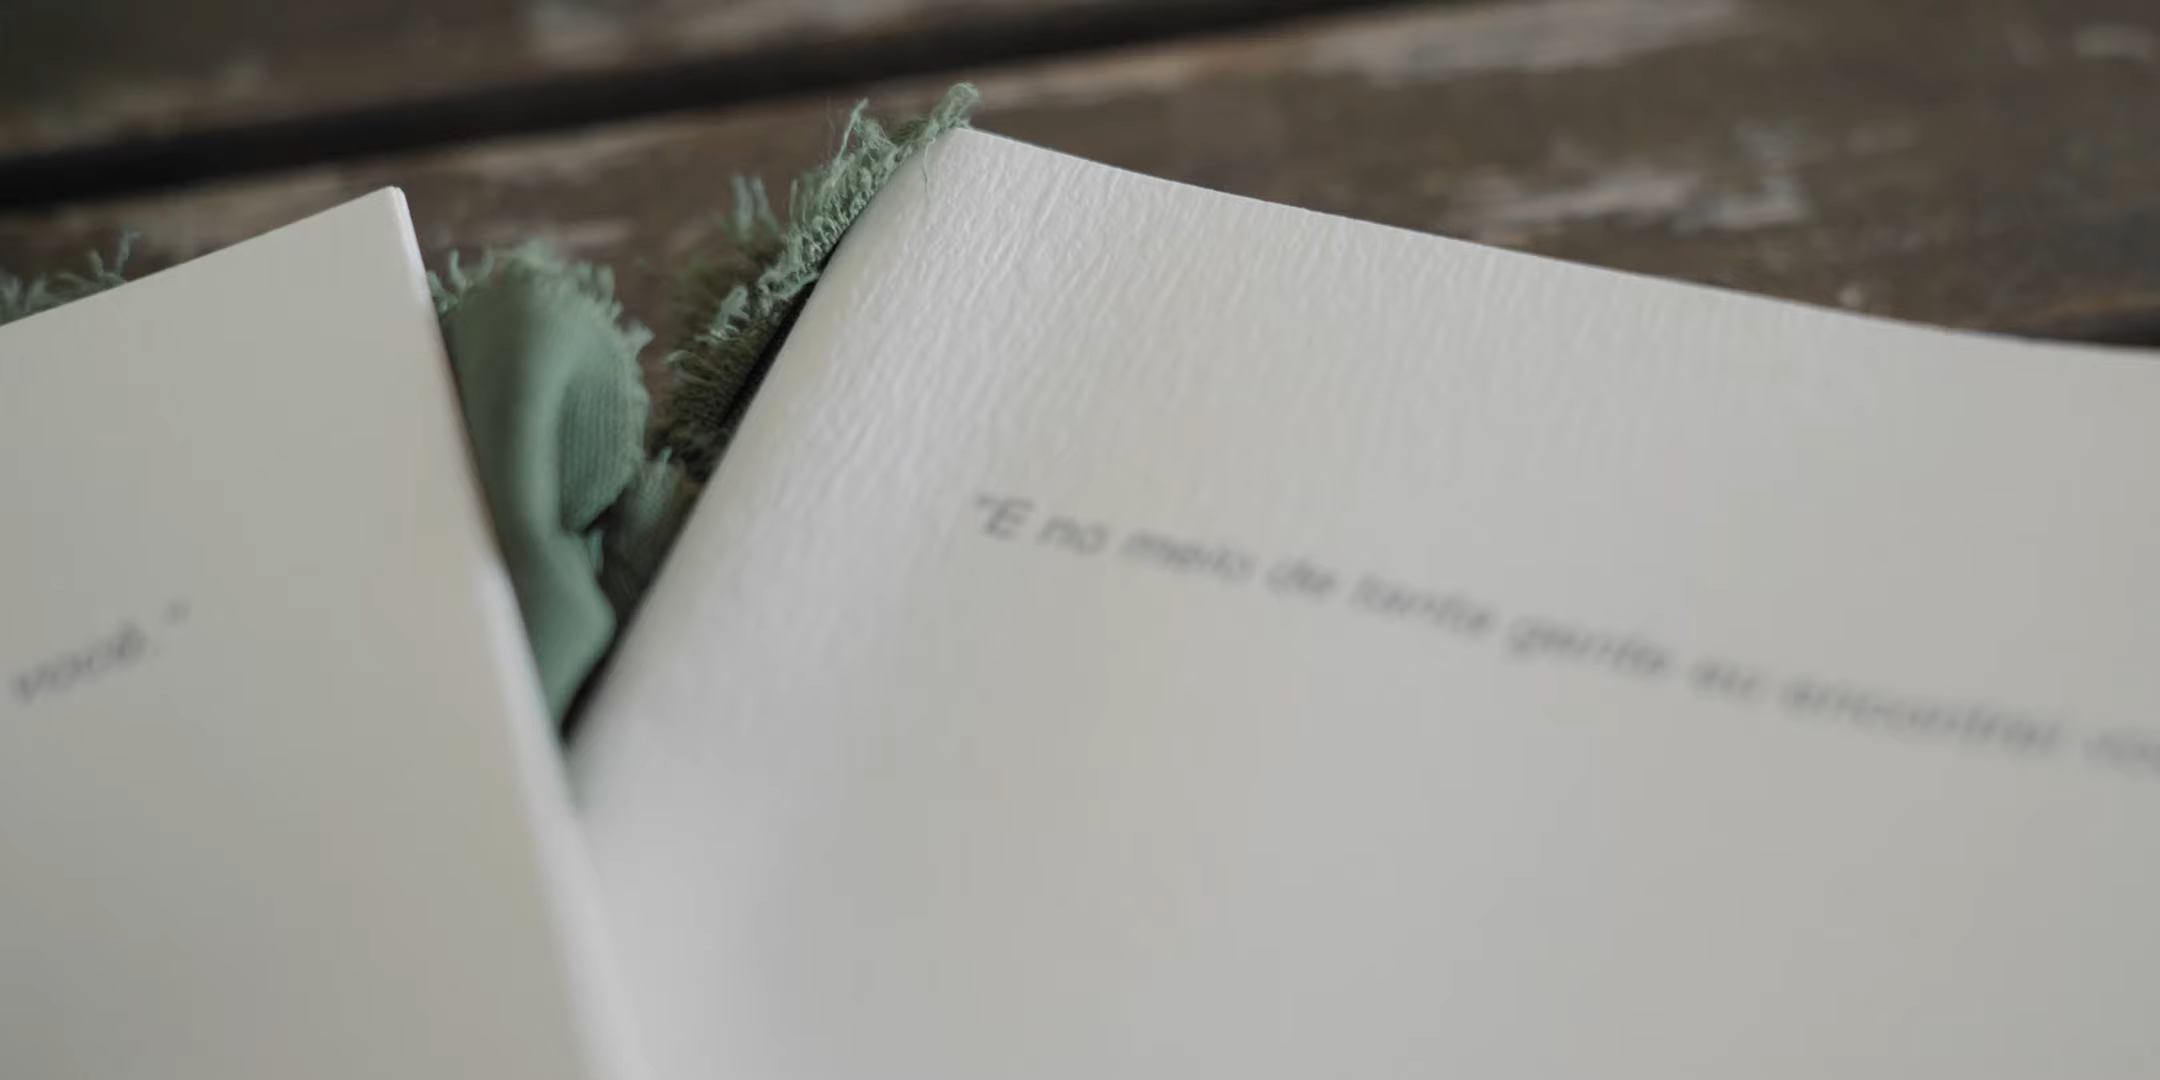 você."
"E no meio de tanta gente eu encontrei